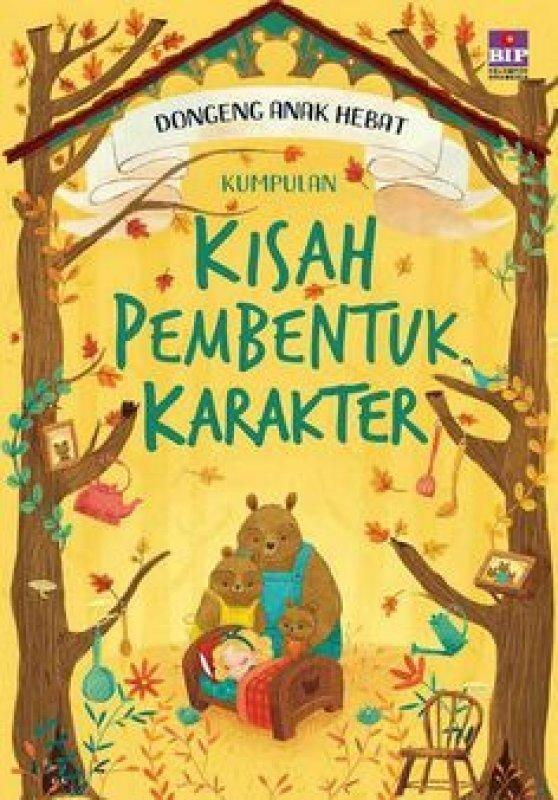 BIP
DONGENG ANAK HEBAT
KUMPULAN
KISAH
PEMBENTUK
KARAKTER